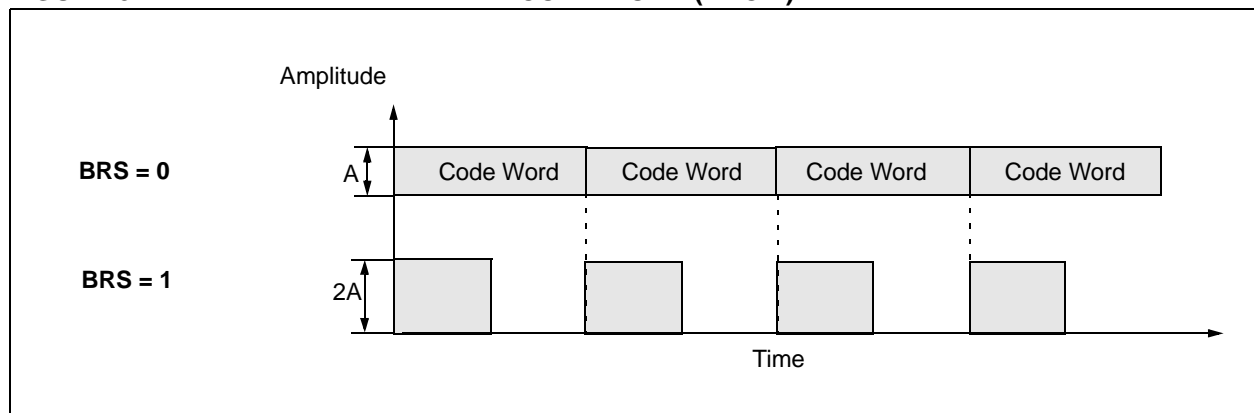 Amplitude
BRS = 0
A
Code Word Code Word Code Word Code Word
BRS = 1
2A
Time